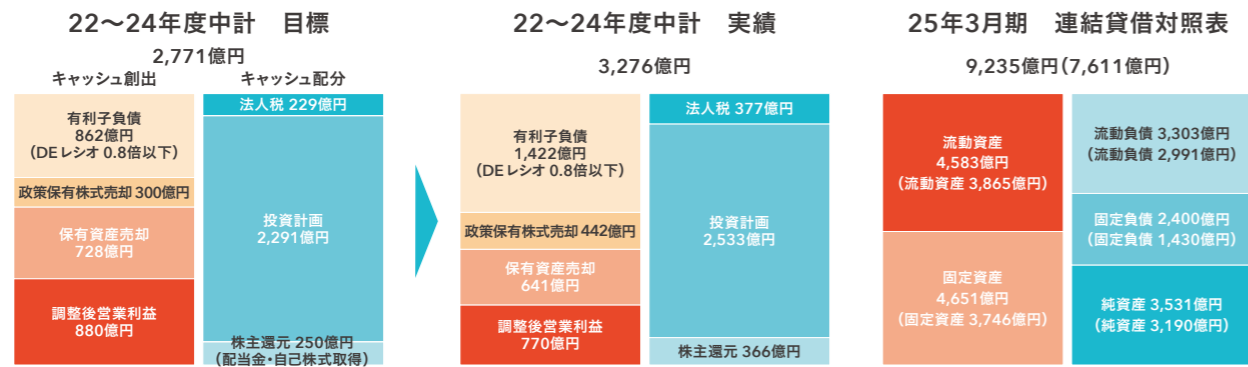 22〜24年度中計　目標
2,771億円
キャッシュ創出
キャッシュ配分
有利子負債
862億円
（DEレシオ 0.8倍以下）
政策保有株式売却 300億円
保有資産売却
728億円
調整後営業利益
880億円
法人税 229億円
投資計画
2,291億円
株主還元 250億円
（配当金・自己株式取得）
22〜24年度中計　実績
3,276億円
有利子負債
1,422億円
（DEレシオ 0.8倍以下）
政策保有株式売却 442億円
保有資産売却
641億円
調整後営業利益
770億円
法人税 377億円
投資計画
2,533億円
株主還元 366億円
25年3月期　連結貸借対照表
9,235億円（7,611億円）
流動資産
4,583億円
（流動資産 3,865億円）
固定資産
4,651億円
（固定資産 3,746億円）
流動負債 3,303億円
（流動負債 2,991億円）
固定負債 2,400億円
（固定負債 1,430億円）
純資産 3,531億円
（純資産 3,190億円）